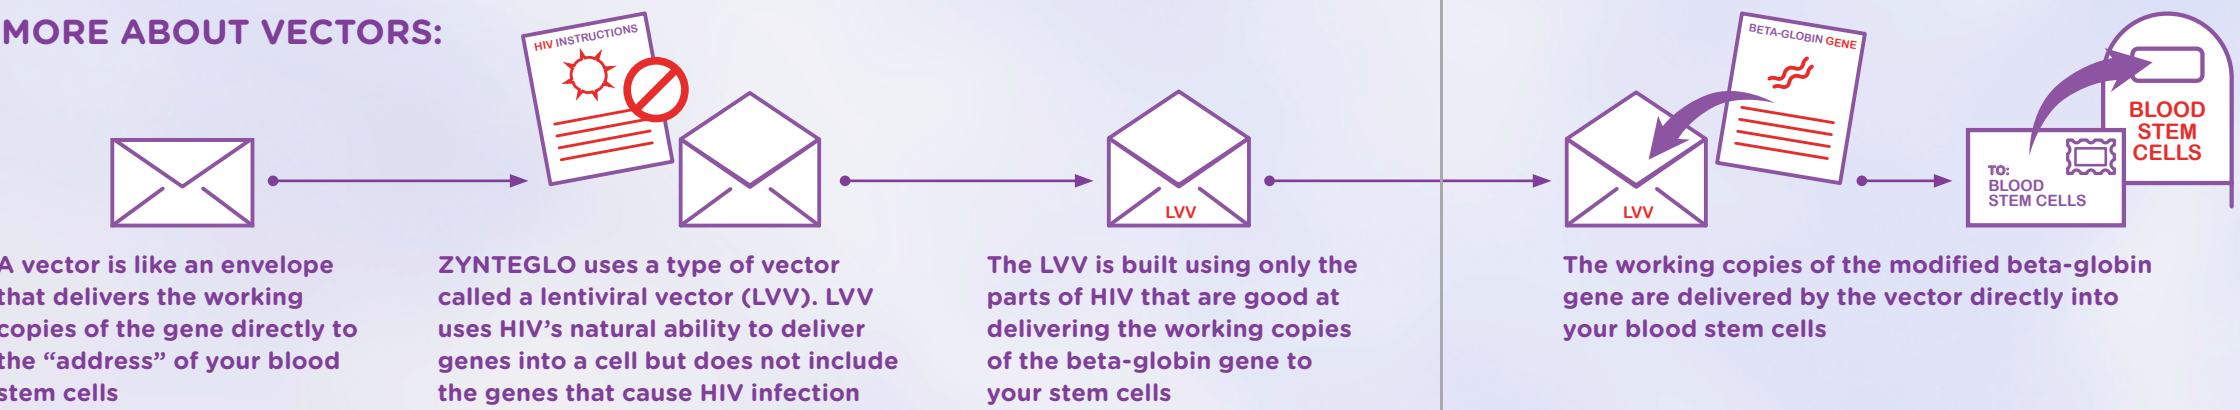 MORE ABOUT VECTORS:
HIV INSTRUCTIONS
BETA-GLOBIN GENE
LVV
LVV
TO:
BLOOD
STEM CELLS
BLOOD
STEM
CELLS
A vector is like an envelope
that delivers the working
copies of the gene directly to
the “address” of your blood
stem cells
ZYNTEGLO uses a type of vector
called a lentiviral vector (LVV). LVV
uses HIV’s natural ability to deliver
genes into a cell but does not include
the genes that cause HIV infection
The LVV is built using only the
parts of HIV that are good at
delivering the working copies
of the beta-globin gene to
your stem cells
The working copies of the modified beta-globin
gene are delivered by the vector directly into
your blood stem cells